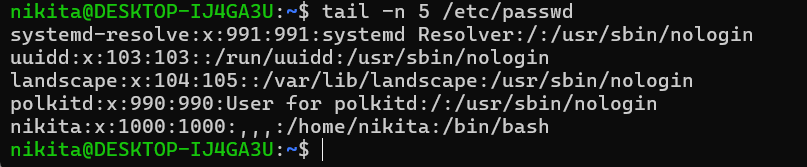 nikita@DESKTOP-IJ4GA3U:~$ tail -n 5 /etc/passwd
systemd-resolve:x:991:991:systemd Resolver:/:/usr/sbin/nologin
uuidd:x:103:103::/run/uuidd:/usr/sbin/nologin
landscape:x:104:105::/var/lib/landscape:/usr/sbin/nologin
polkitd:x:990:990:User for polkitd:/:/usr/sbin/nologin
nikita:x:1000:1000:,,,:/home/nikita:/bin/bash
nikita@DESKTOP-IJ4GA3U:~$